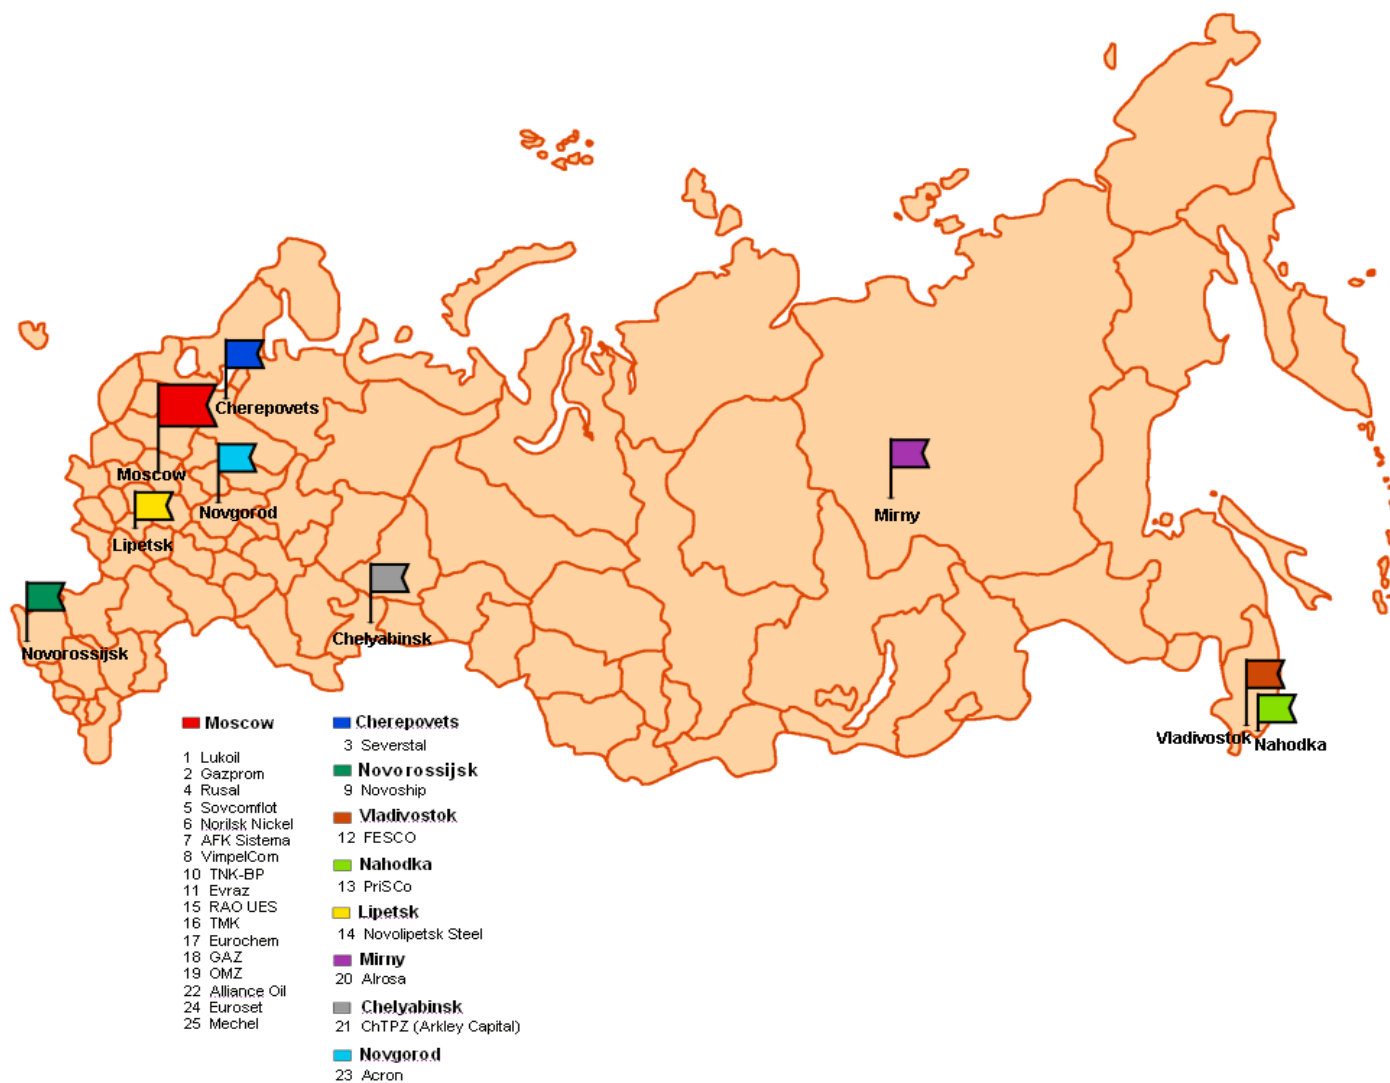 Cherepovets
Moscow
Novgorod
Lipetsk
Mirny
Chelyabinsk
Novorossijsk
Vladivostok
Nahodka
Moscow
1 Lukoil
2 Gazprom
4 Rusal
5 Sovcomflot
6 Norilsk Nickel
7 AFK Sistema
8 VimpelCom
10 TNK-BP
11 Evraz
15 RAO UES
16 TMK
17 Eurochem
18 GAZ
19 OMZ
22 Alliance Oil
24 Euroset
25 Mechel
Cherepovets
3 Severstal
Novorossijsk
9 Novoship
Vladivostok
12 FESCO
Nahodka
13 PriSCo
Lipetsk
14 Novolipetsk Steel
Mirny
20 Alrosa
Chelyabinsk
21 ChTPZ (Arkley Capital)
Novgorod
23 Acron